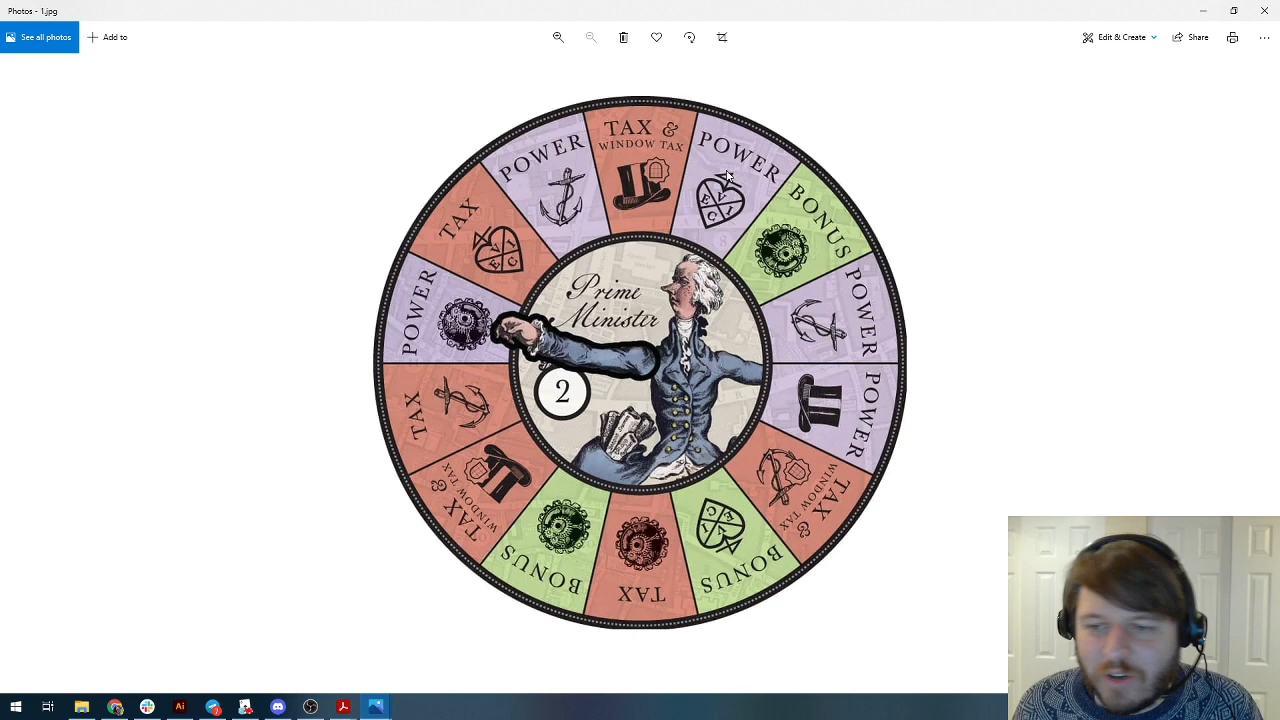 Photos - 1.jpg
See all photos
Add to
Edit & Create
Share
TAX &
WINDOW TAX
POWER
E V I C
BONUS
POWER
POWER
TAX &
WINDOW TAX
BONUS
E V I C
TAX
BONUS
TAX &
WINDOW TAX
TAX
POWER
TAX
E V I C
POWER
Prime
Minister
2
Ai